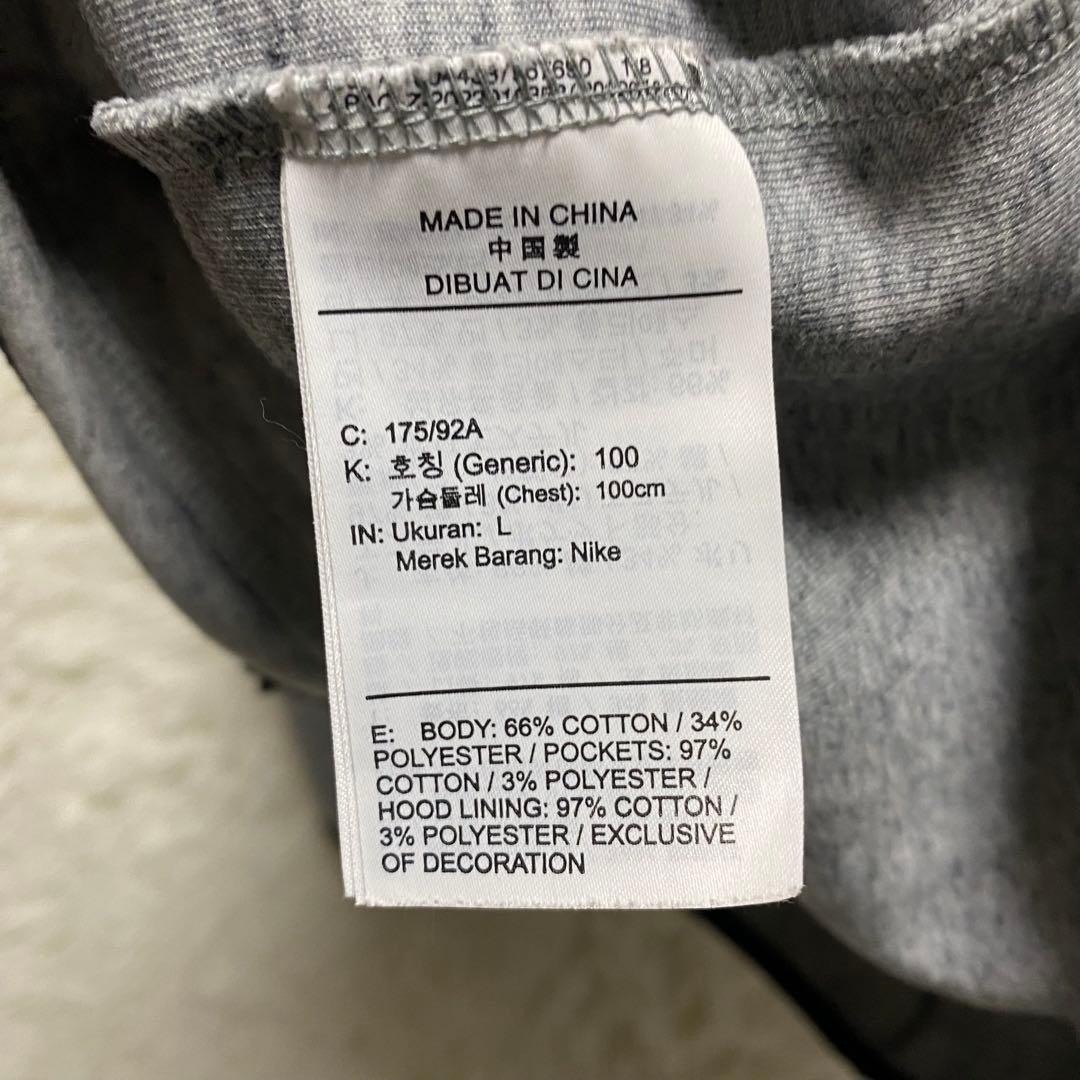 MADE IN CHINA
中国製
DIBUAT DI CINA
C: 175/92A
K: 호칭 (Generic): 100
가슴둘레 (Chest): 100cm
IN: Ukuran: L
Merek Barang: Nike
E: BODY: 66% COTTON / 34%
POLYESTER / POCKETS: 97%
COTTON / 3% POLYESTER /
HOOD LINING: 97% COTTON /
3% POLYESTER / EXCLUSIVE
OF DECORATION